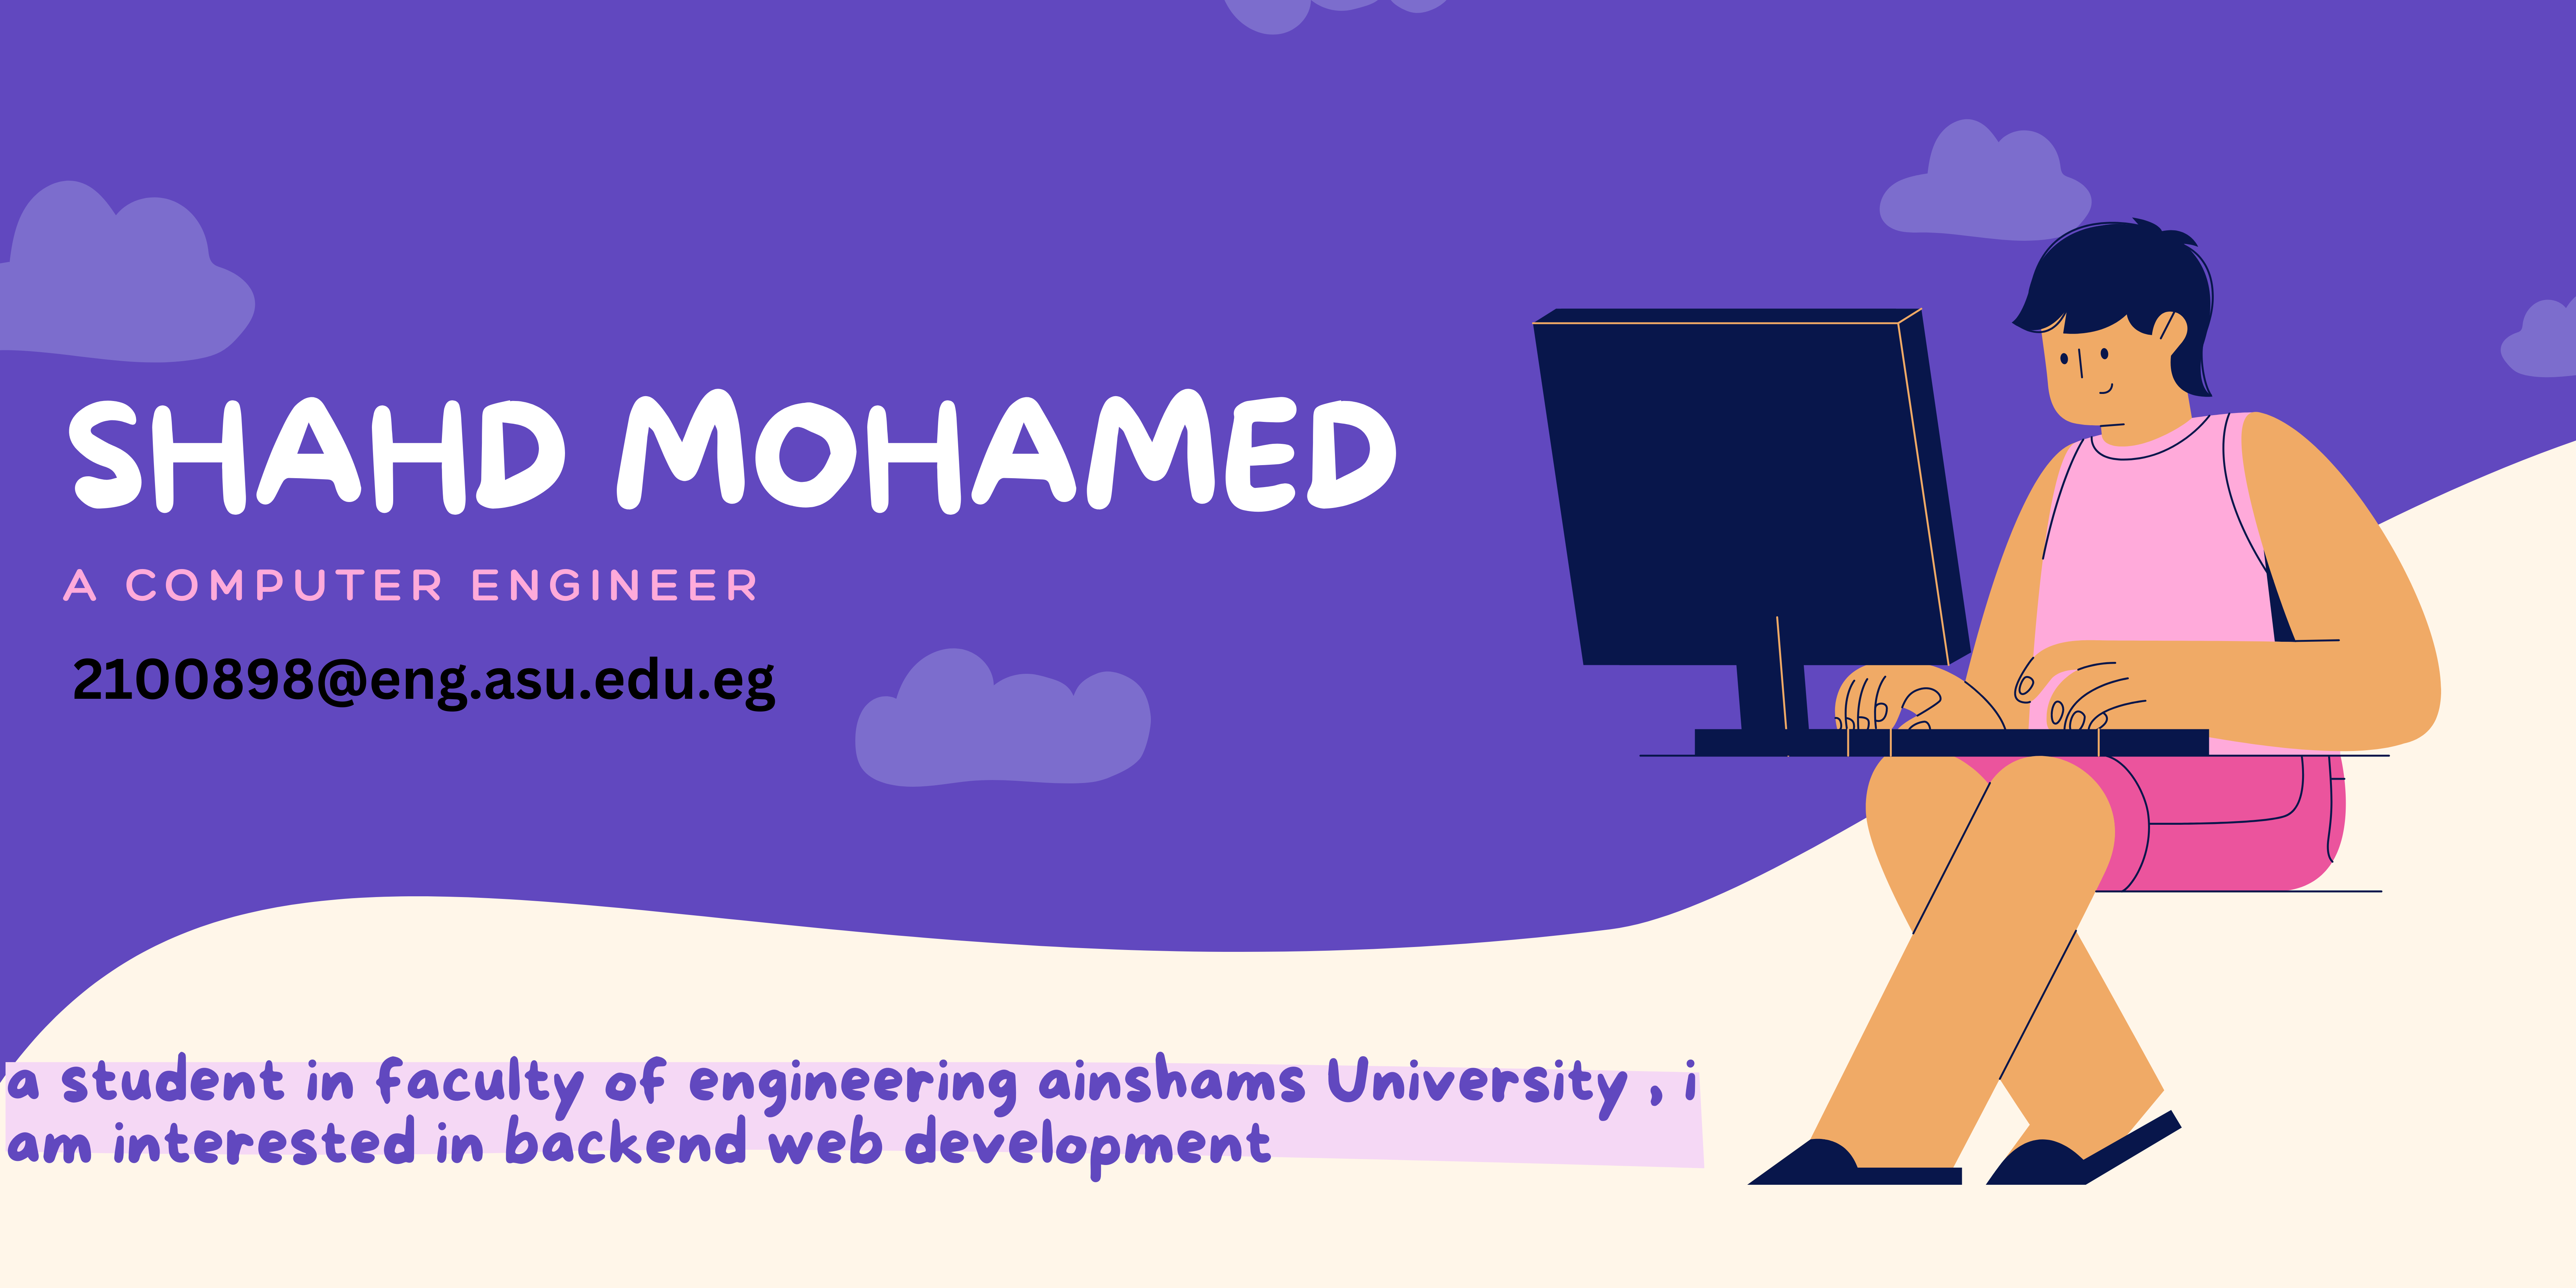 SHAHD MOHAMED
A COMPUTER ENGINEER
2100898@eng.asu.edu.eg
a student in faculty of engineering ainshams University , i
am interested in backend web development